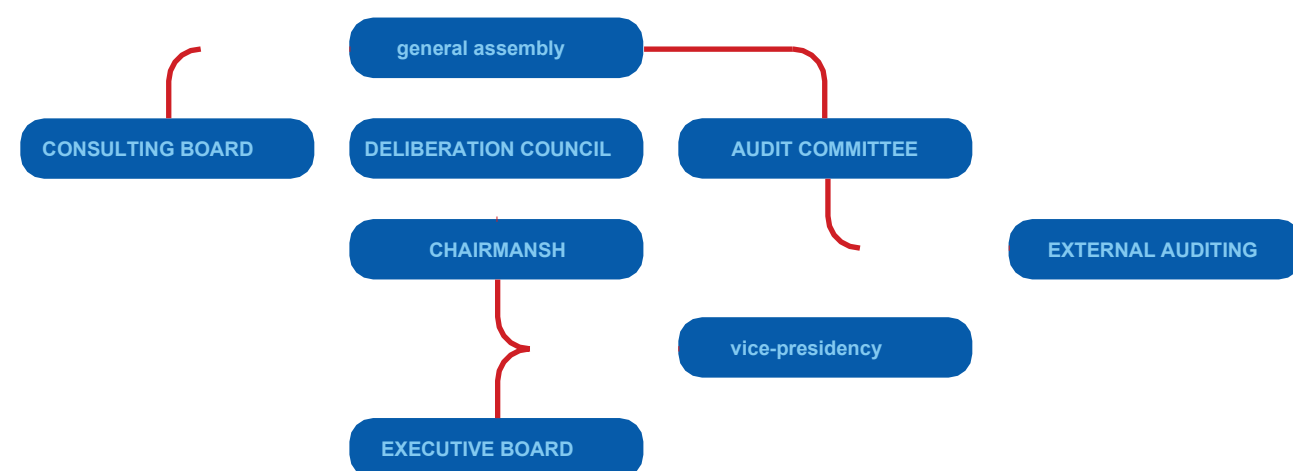 general assembly
CONSULTING BOARD
DELIBERATION COUNCIL
AUDIT COMMITTEE
CHAIRMANSH
EXTERNAL AUDITING
vice-presidency
EXECUTIVE BOARD